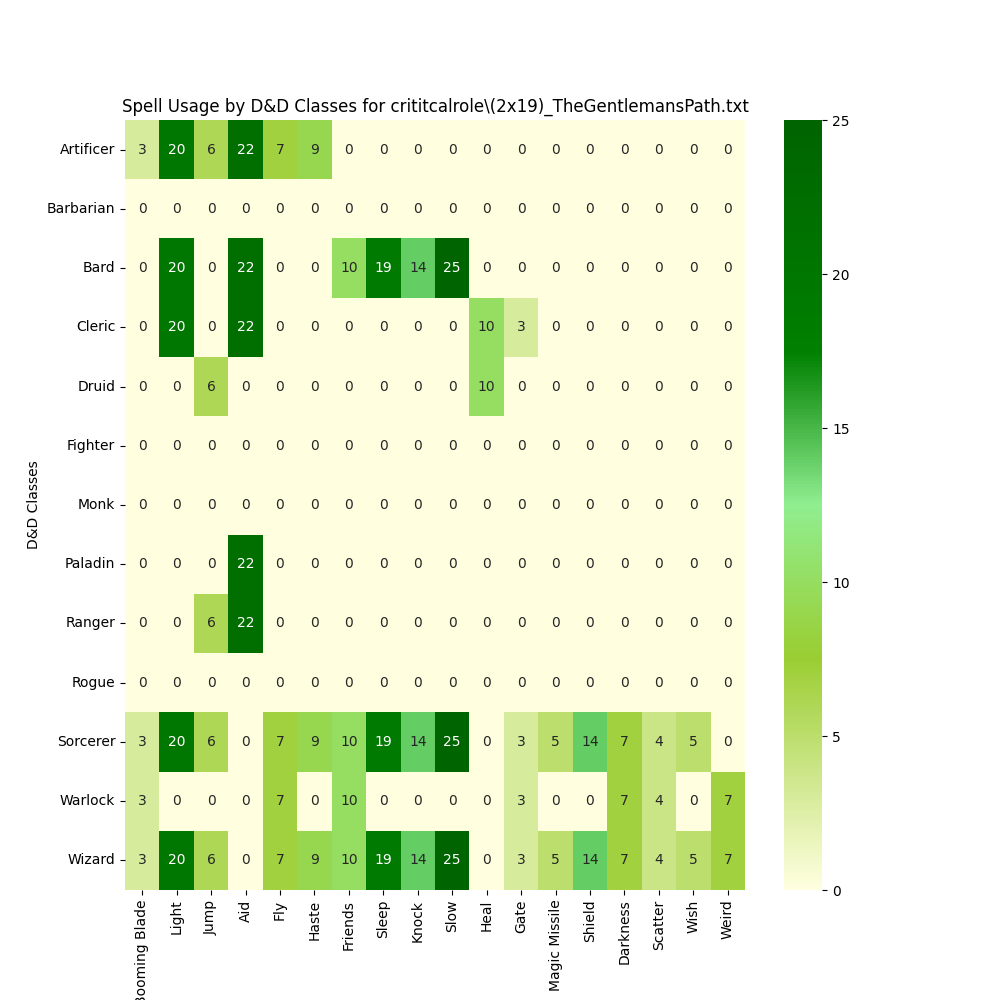 Spell Usage by D&D Classes for crititcalrole\(2x19)_TheGentlemansPath.txt
Artificer 3 20 6 22 7 9 0 0 0 0 0 0 0 0 0 0 0 0
Barbarian 0 0 0 0 0 0 0 0 0 0 0 0 0 0 0 0 0 0
Bard 0 20 0 22 0 0 10 19 14 25 0 0 0 0 0 0 0 0
Cleric 0 20 0 22 0 0 0 0 0 0 10 3 0 0 0 0 0 0
Druid 0 0 6 0 0 0 0 0 0 0 10 0 0 0 0 0 0 0
Fighter 0 0 0 0 0 0 0 0 0 0 0 0 0 0 0 0 0 0
Monk 0 0 0 0 0 0 0 0 0 0 0 0 0 0 0 0 0 0
Paladin 0 0 0 22 0 0 0 0 0 0 0 0 0 0 0 0 0 0
Ranger 0 0 6 22 0 0 0 0 0 0 0 0 0 0 0 0 0 0
Rogue 0 0 0 0 0 0 0 0 0 0 0 0 0 0 0 0 0 0
Sorcerer 3 20 6 0 7 9 10 19 14 25 0 3 5 14 7 4 5 0
Warlock 3 0 0 0 7 0 10 0 0 0 0 3 0 0 7 4 0 7
Wizard 3 20 6 0 7 9 10 19 14 25 0 3 5 14 7 4 5 7
D&D Classes
Booming Blade
Light
Jump
Aid
Fly
Haste
Friends
Sleep
Knock
Slow
Heal
Gate
Magic Missile
Shield
Darkness
Scatter
Wish
Weird
25
20
15
10
5
0